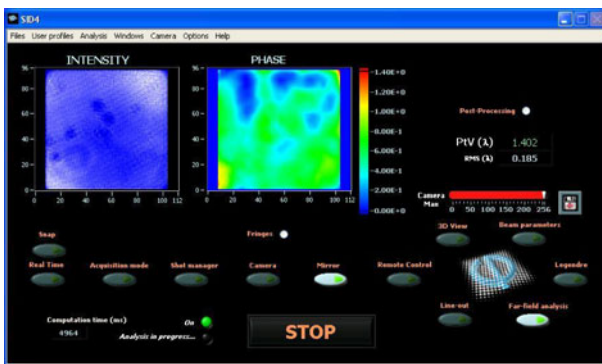 SID4
Files User profiles Analysis Windows Camera Options Help
INTENSITY
PHASE
96
80
60
40
20
0
0 20 40 60 80 100 112
96
80
60
40
20
0
0 20 40 60 80 100 112
-1.40E+0
-1.20E+0
-1.00E+0
-8.00E-1
-6.00E-1
-4.00E-1
-2.00E-1
-0.00E+0
Post-Processing
PtV (λ) 1.402
RMS (λ) 0.185
Camera Max
0 50 100 150 200 256
Snap
Fringes
3D View
Beam parameters
Real Time
Acquisition mode
Shot manager
Camera
Mirror
Remote Control
Legendre
Line-out
Far-field analysis
Computation time (ms)
4964
On
Analysis in progress...
STOP